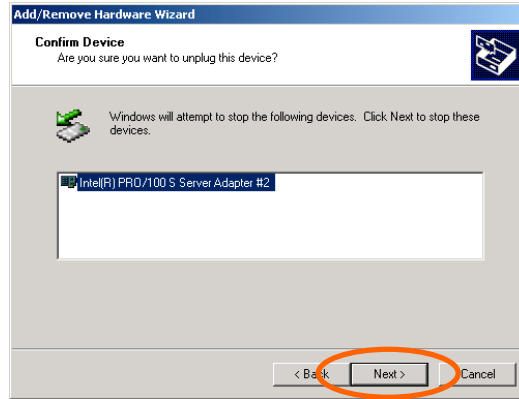 Add/Remove Hardware Wizard
Confirm Device
Are you sure you want to unplug this device?
Windows will attempt to stop the following devices. Click Next to stop these
devices.
Intel(R) PRO/100 S Server Adapter #2
< Back
Next >
Cancel